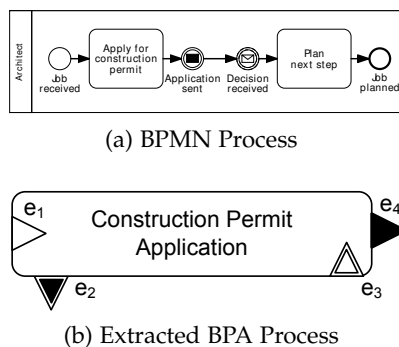 Architect
Apply for
construction
permit
Plan
next step
Job
received
Application
sent
Decision
received
Job
planned
(a) BPMN Process
e1
Construction Permit
Application
e4
e2
e3
(b) Extracted BPA Process